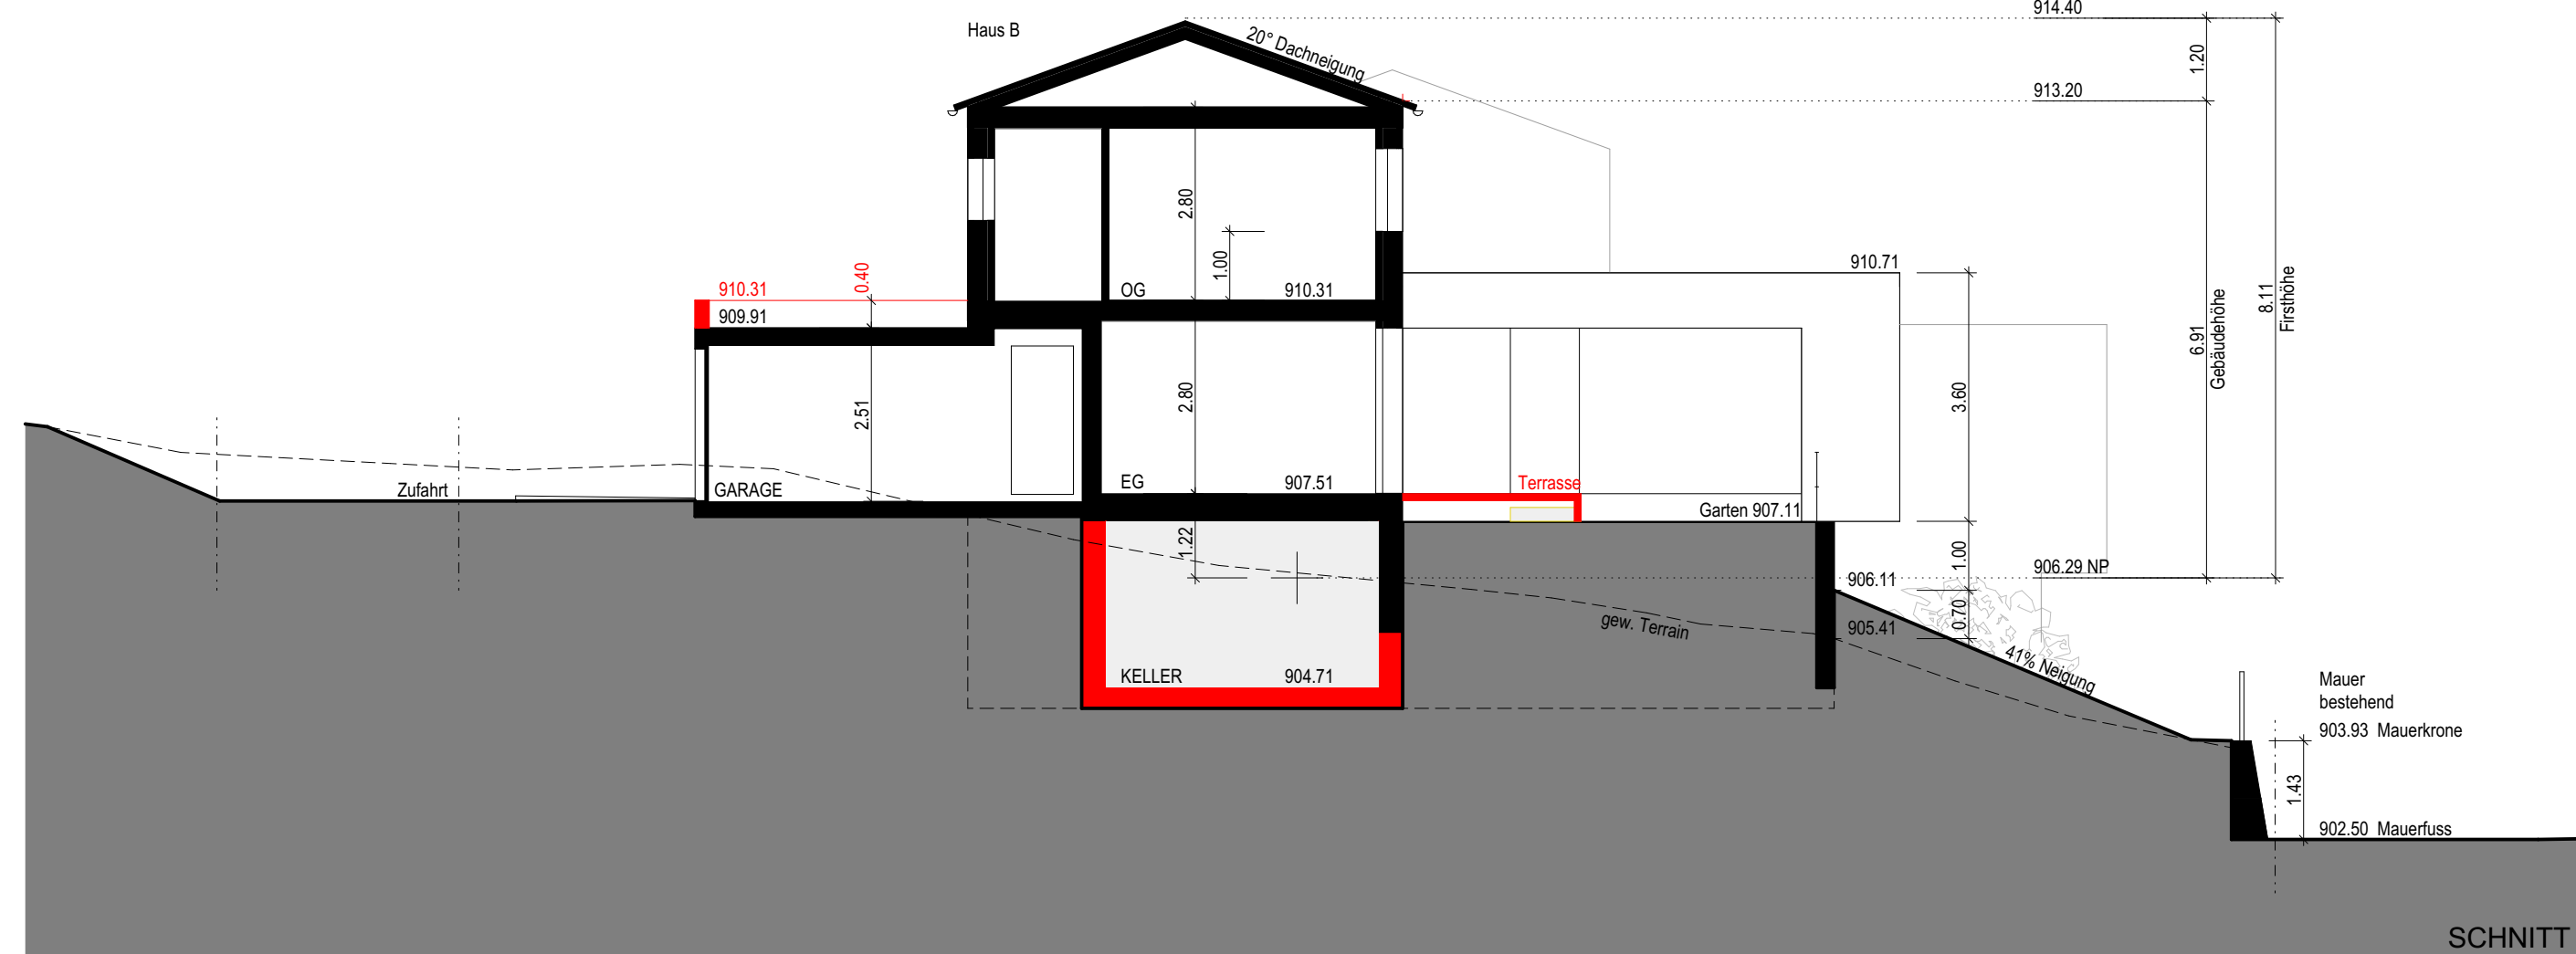 914.40
Haus B
20° Dachneigung
1.20
913.20
2.80
1.00
910.71
910.31
0.40
OG
910.31
909.91
8.11
Firsthöhe
6.91
Gebäudehöhe
2.51
2.80
3.60
EG
907.51
Terrasse
Zufahrt
GARAGE
Garten 907.11
1.22
1.00
906.29 NP
906.11
0.70
gew. Terrain
905.41
41% Neigung
KELLER
904.71
Mauer
bestehend
903.93 Mauerkrone
1.43
902.50 Mauerfuss
SCHNITT